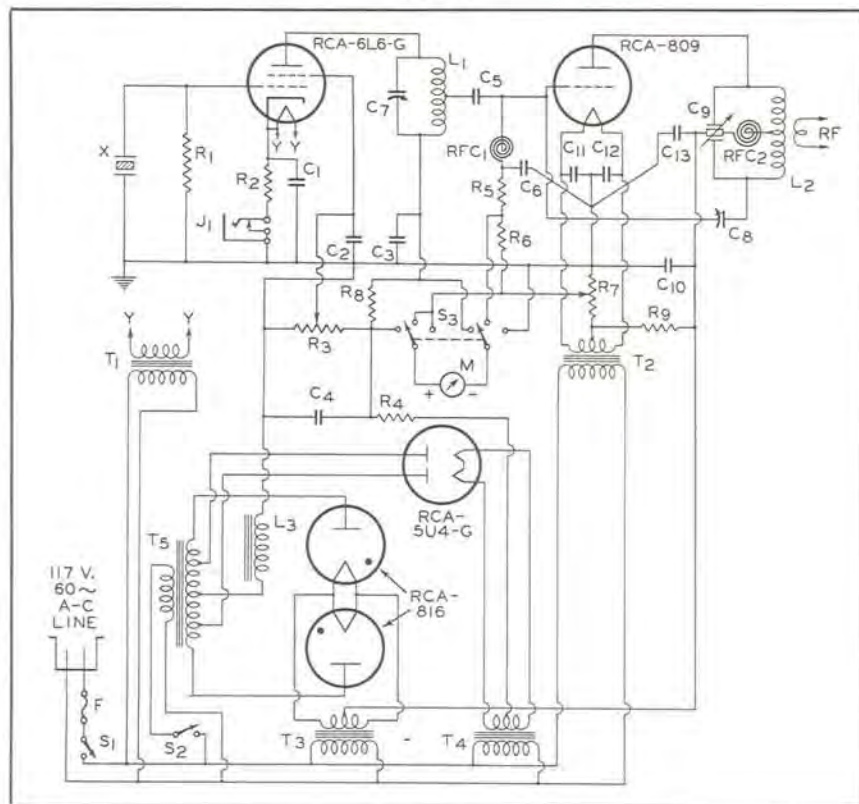 RCA-6L6-G
RCA-809
L1
C5
C7
C9
X
R1
Y Y
C1
R2
J1
RFC1
C11
C12
C13
RFC2
RF
L2
R5
C6
C8
R6
C2
C3
R8
R7
C10
Y Y
T1
R3
S3
R9
M
+ -
T2
C4
R4
RCA-
5U4-G
T5
L3
117 V.
60~
A-C
LINE
RCA-
816
F
S1
S2
T3
-
T4